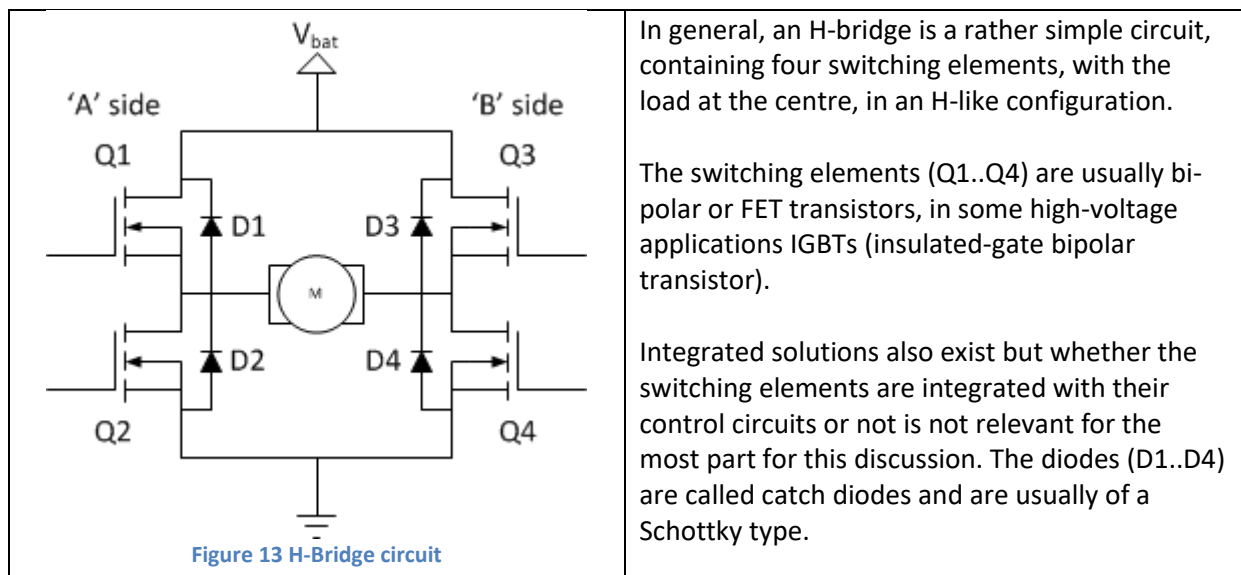 V_bat
'A' side
'B' side
Q1
Q3
D1
D3
M
D2
D4
Q2
Q4
Figure 13 H-Bridge circuit
In general, an H-bridge is a rather simple circuit,
containing four switching elements, with the
load at the centre, in an H-like configuration.
The switching elements (Q1..Q4) are usually bi-
polar or FET transistors, in some high-voltage
applications IGBTs (insulated-gate bipolar
transistor).
Integrated solutions also exist but whether the
switching elements are integrated with their
control circuits or not is not relevant for the
most part for this discussion. The diodes (D1..D4)
are called catch diodes and are usually of a
Schottky type.